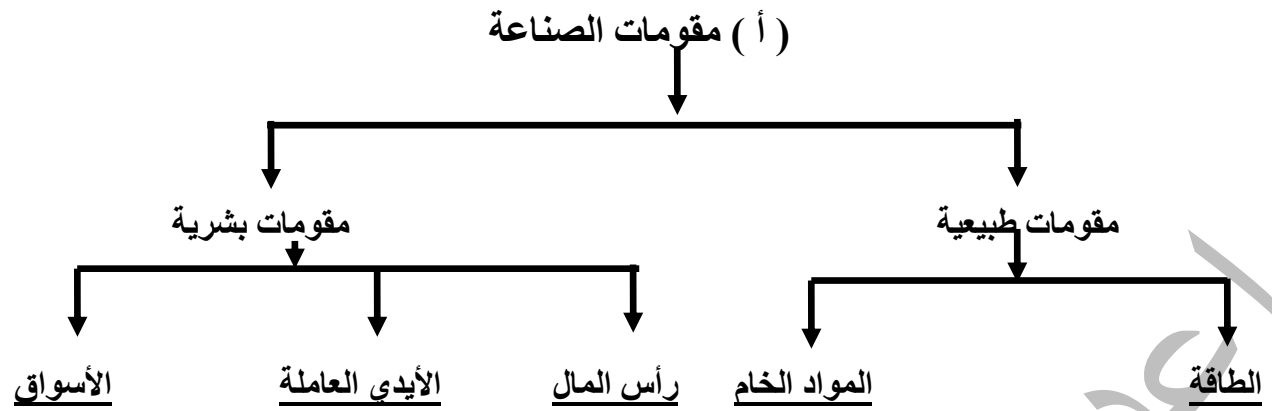 ( أ ) مقومات الصناعة
مقومات طبيعية
مقومات بشرية
الطاقة
المواد الخام
رأس المال
الأيدي العاملة
الأسواق